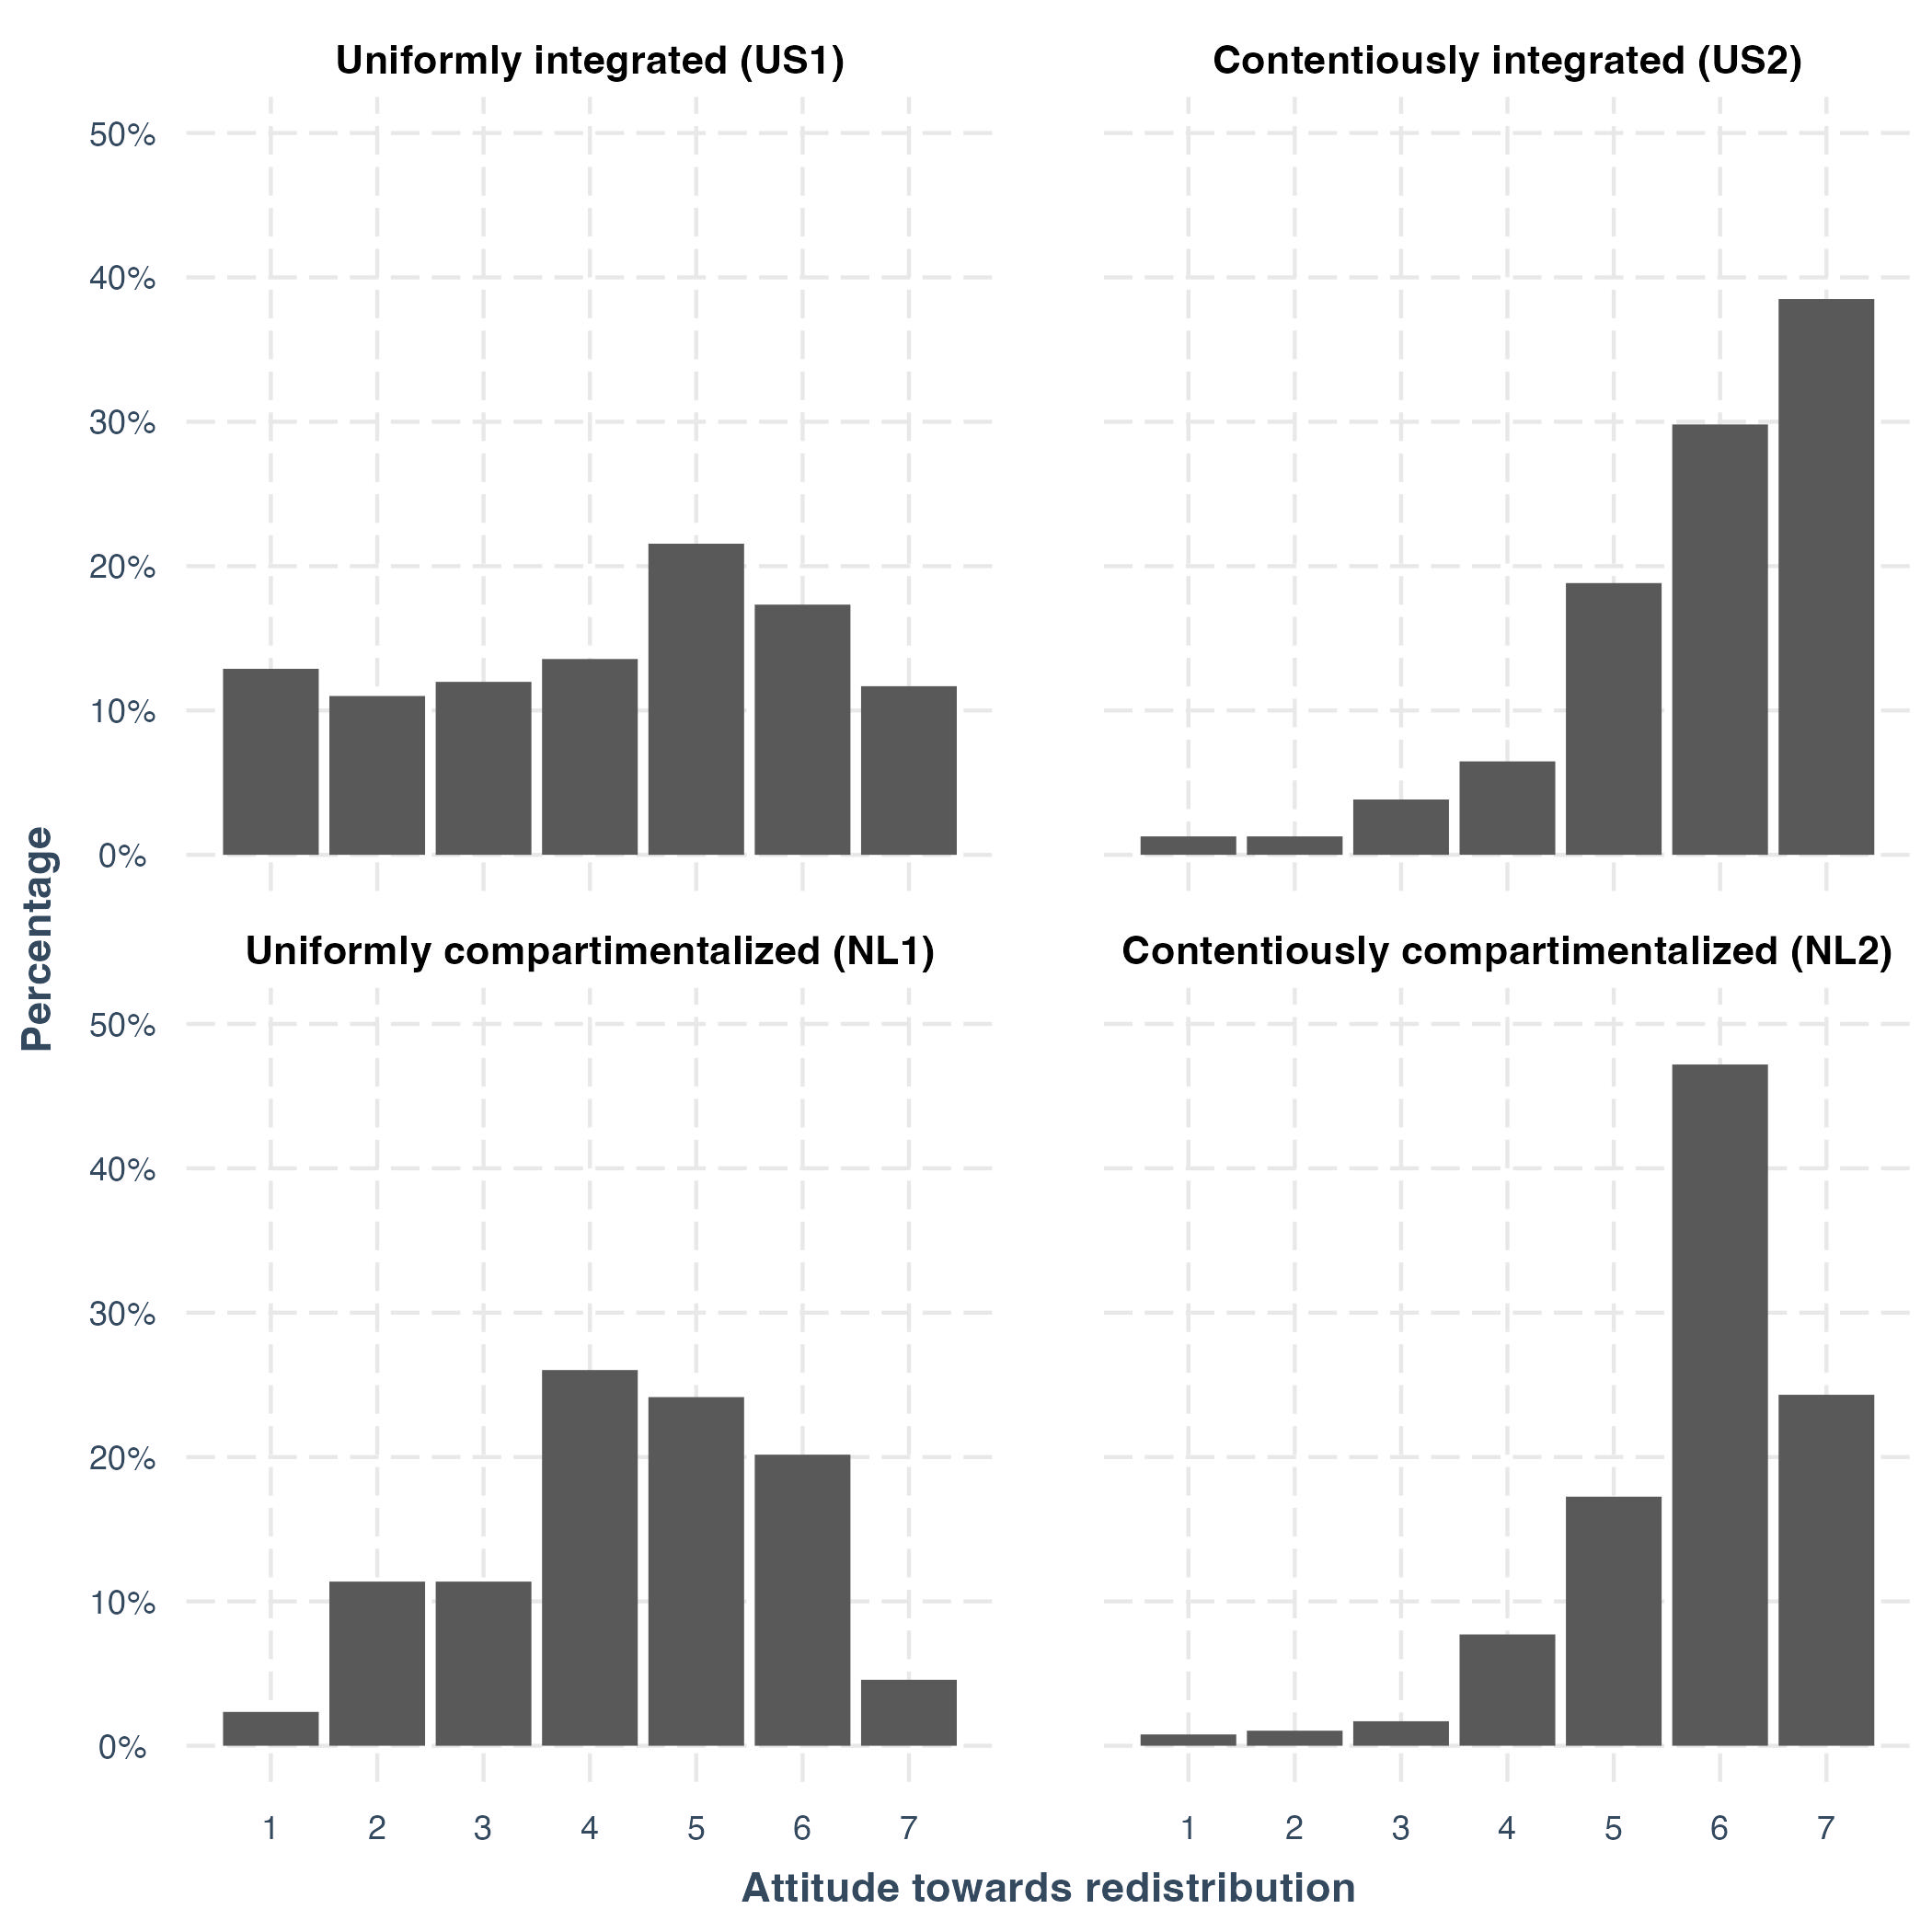 Uniformly integrated (US1)
Contentiously integrated (US2)
50%
40%
30%
20%
10%
0%
Uniformly compartimentalized (NL1)
Contentiously compartimentalized (NL2)
50%
40%
30%
20%
10%
0%
1 2 3 4 5 6 7
1 2 3 4 5 6 7
Percentage
Attitude towards redistribution